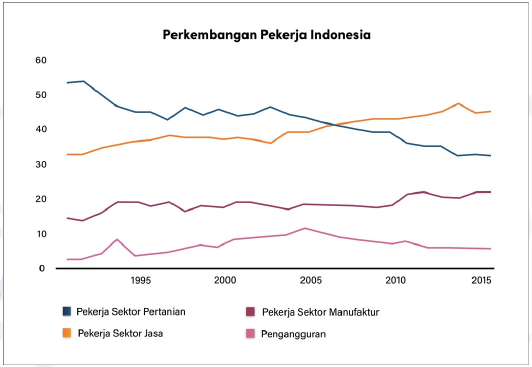 Perkembangan Pekerja Indonesia
60
50
40
30
20
10
0
1995 2000 2005 2010 2015
Pekerja Sektor Pertanian Pekerja Sektor Manufaktur
Pekerja Sektor Jasa Pengangguran